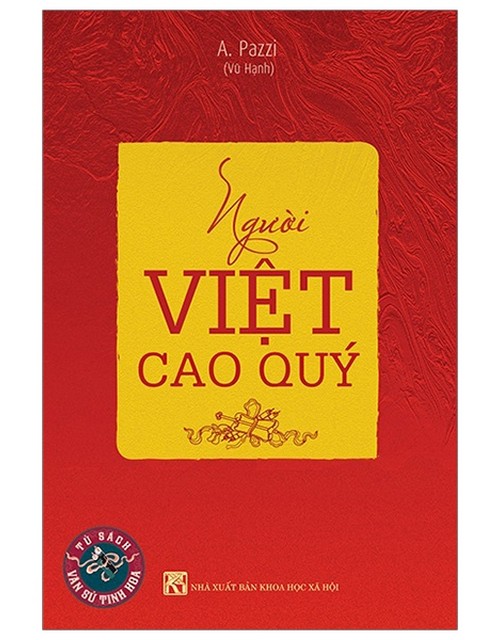 A. Pazzi
(Vũ Hạnh)
Người
VIỆT
CAO QUÝ
TỦ SÁCH
VĂN SỬ TINH HOA
NHÀ XUẤT BẢN KHOA HỌC XÃ HỘI